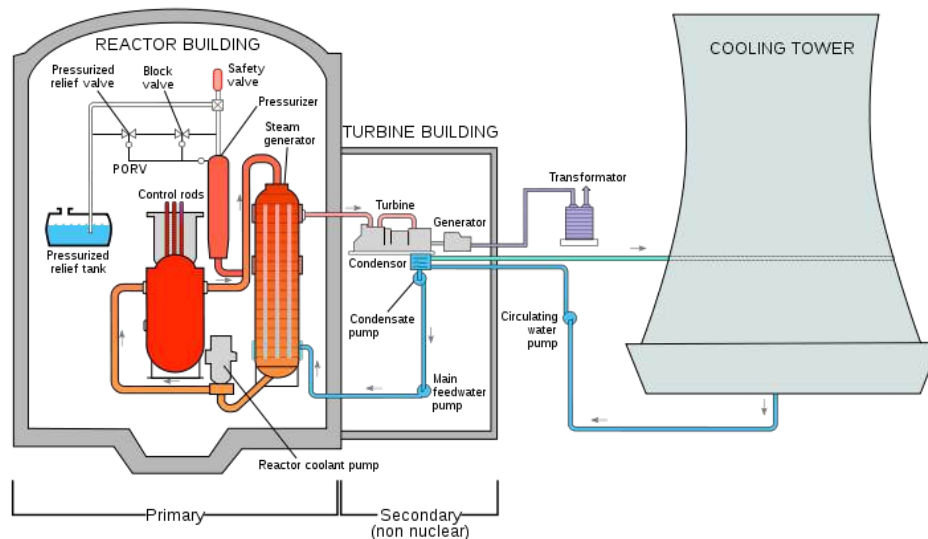 REACTOR BUILDING
COOLING TOWER
Pressurized
relief valve
Block
valve
Safety
valve
Pressurizer
Steam
generator
TURBINE BUILDING
PORV
Control rods
Transformator
Turbine
Generator
Pressurized
relief tank
Condensor
Condensate
pump
Circulating
water
pump
Main
feedwater
pump
Reactor coolant pump
Primary
Secondary
(non nuclear)